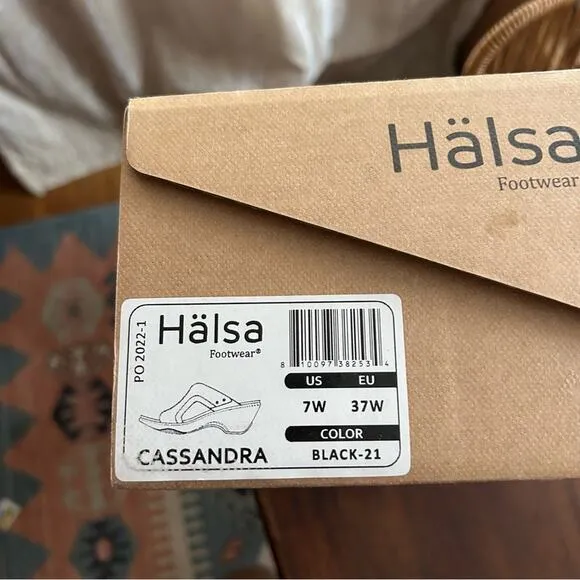 Hälsa
Footwear
PO 2022-1
Hälsa
Footwear®
8 10097 38253 4
US EU
7W 37W
COLOR
CASSANDRA
BLACK-21